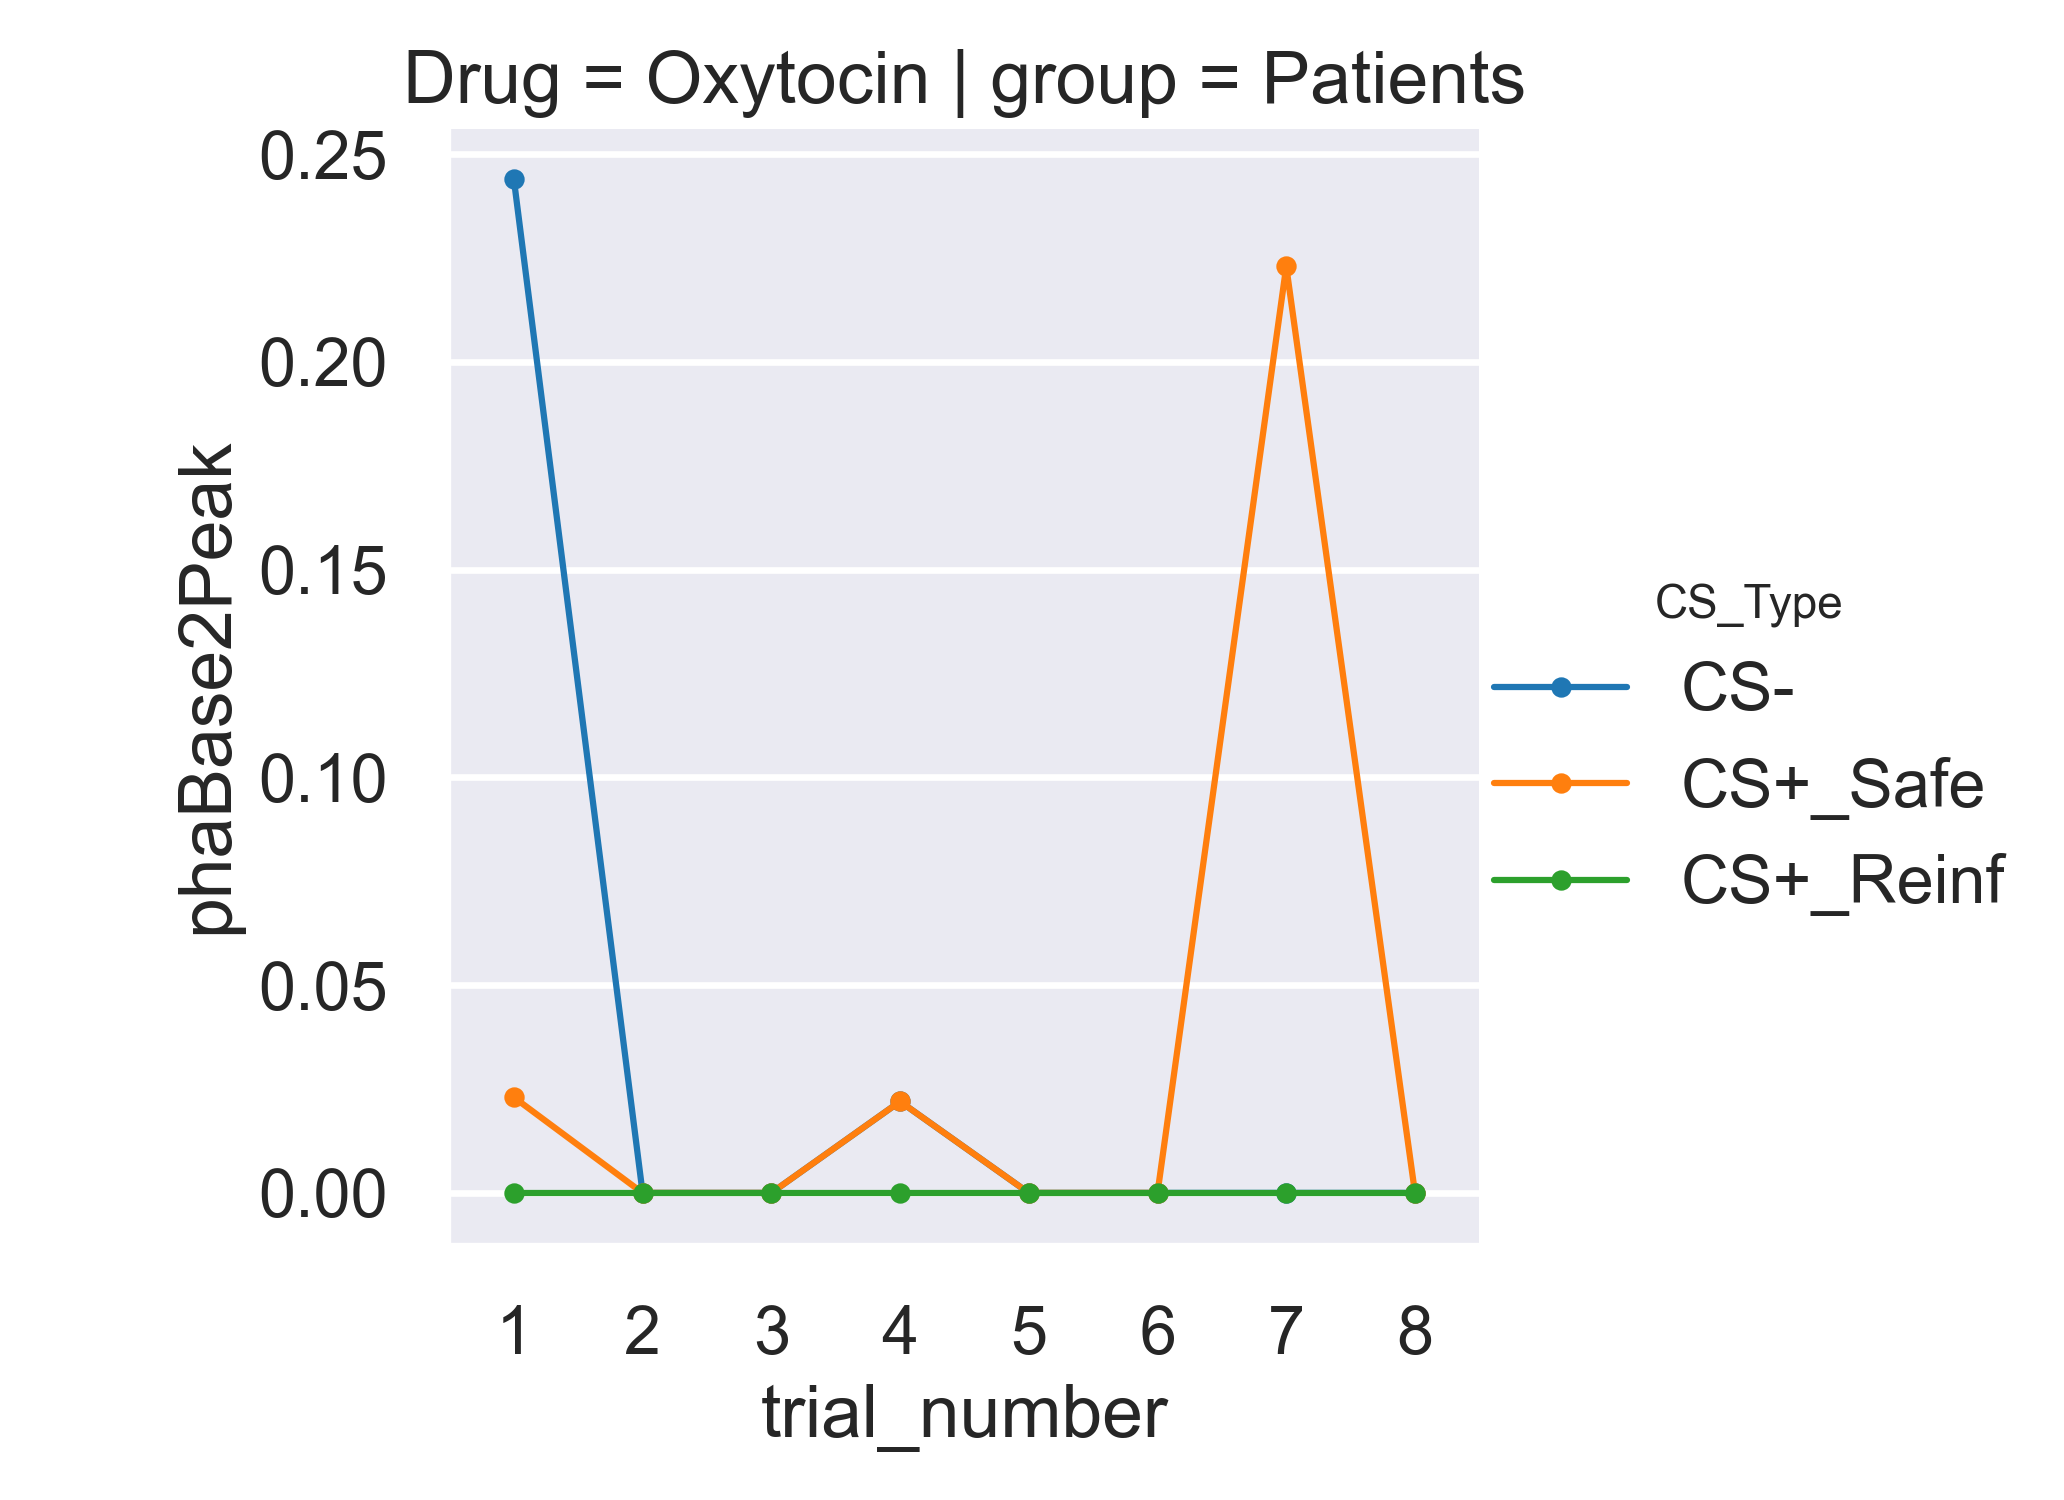 Drug = Oxytocin | group = Patients
0.25
0.20
0.15
0.10
0.05
0.00
phaBase2Peak
1 2 3 4 5 6 7 8
trial_number
CS_Type
CS-
CS+_Safe
CS+_Reinf